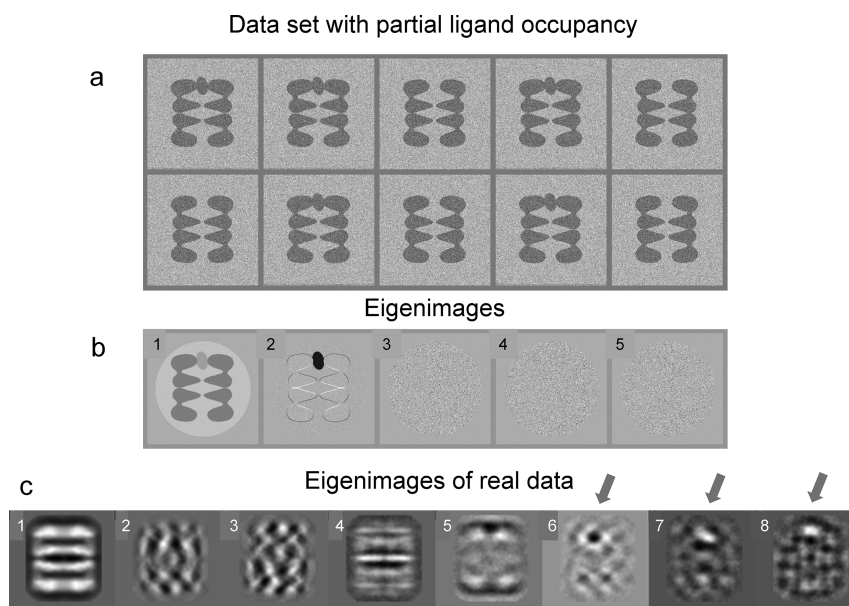 Data set with partial ligand occupancy
a
Eigenimages
b
1 2 3 4 5
c
Eigenimages of real data
1 2 3 4 5 6 7 8